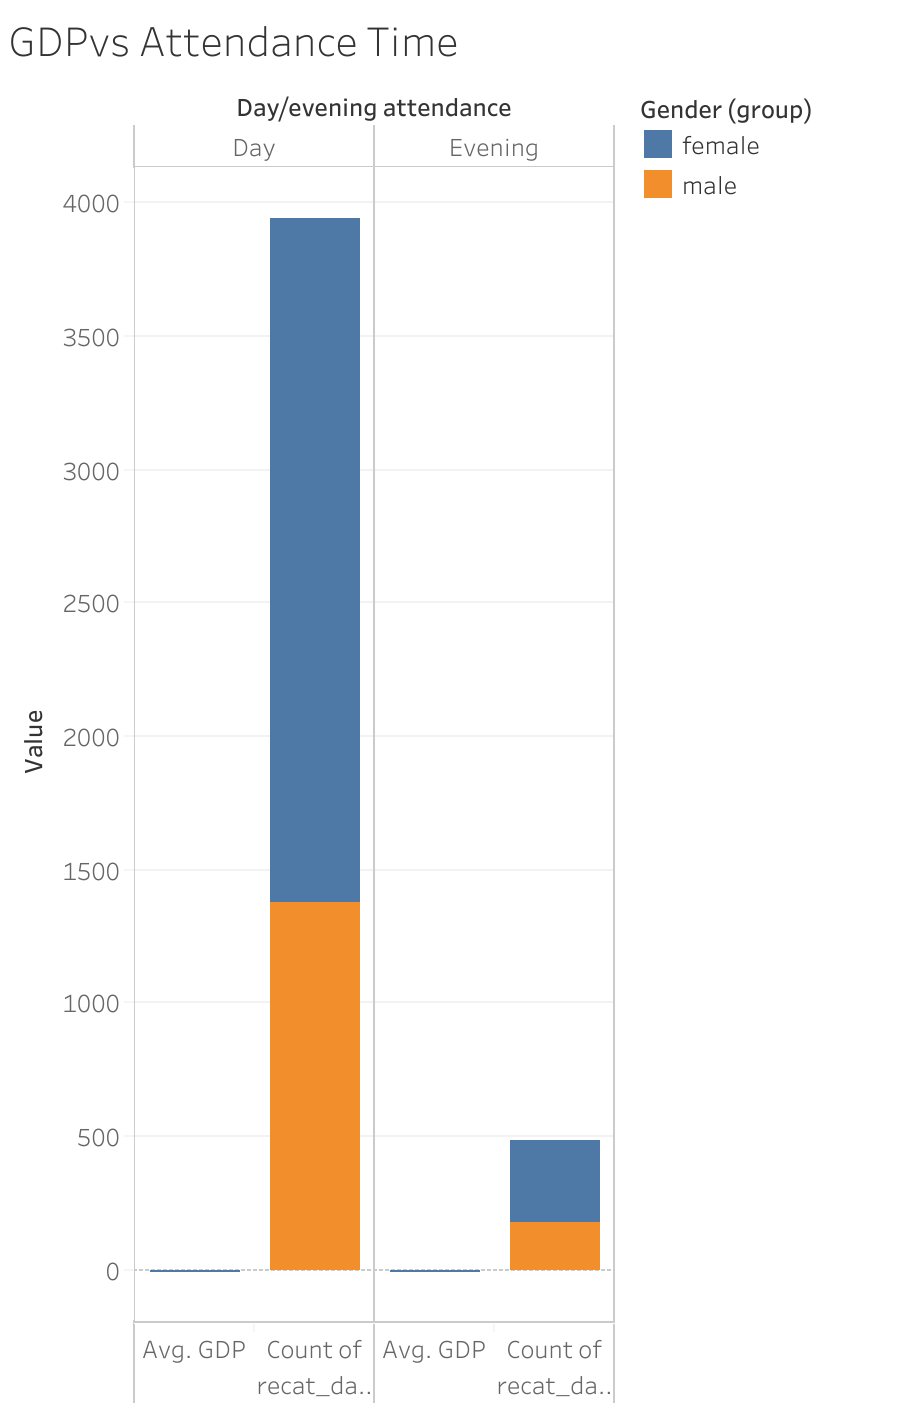 GDPvs Attendance Time
Day/evening attendance
Day Evening
Gender (group)
female
male
4000
3500
3000
2500
2000
1500
1000
500
0
Value
Avg. GDP Count of Avg. GDP Count of
recat_da.. recat_da..